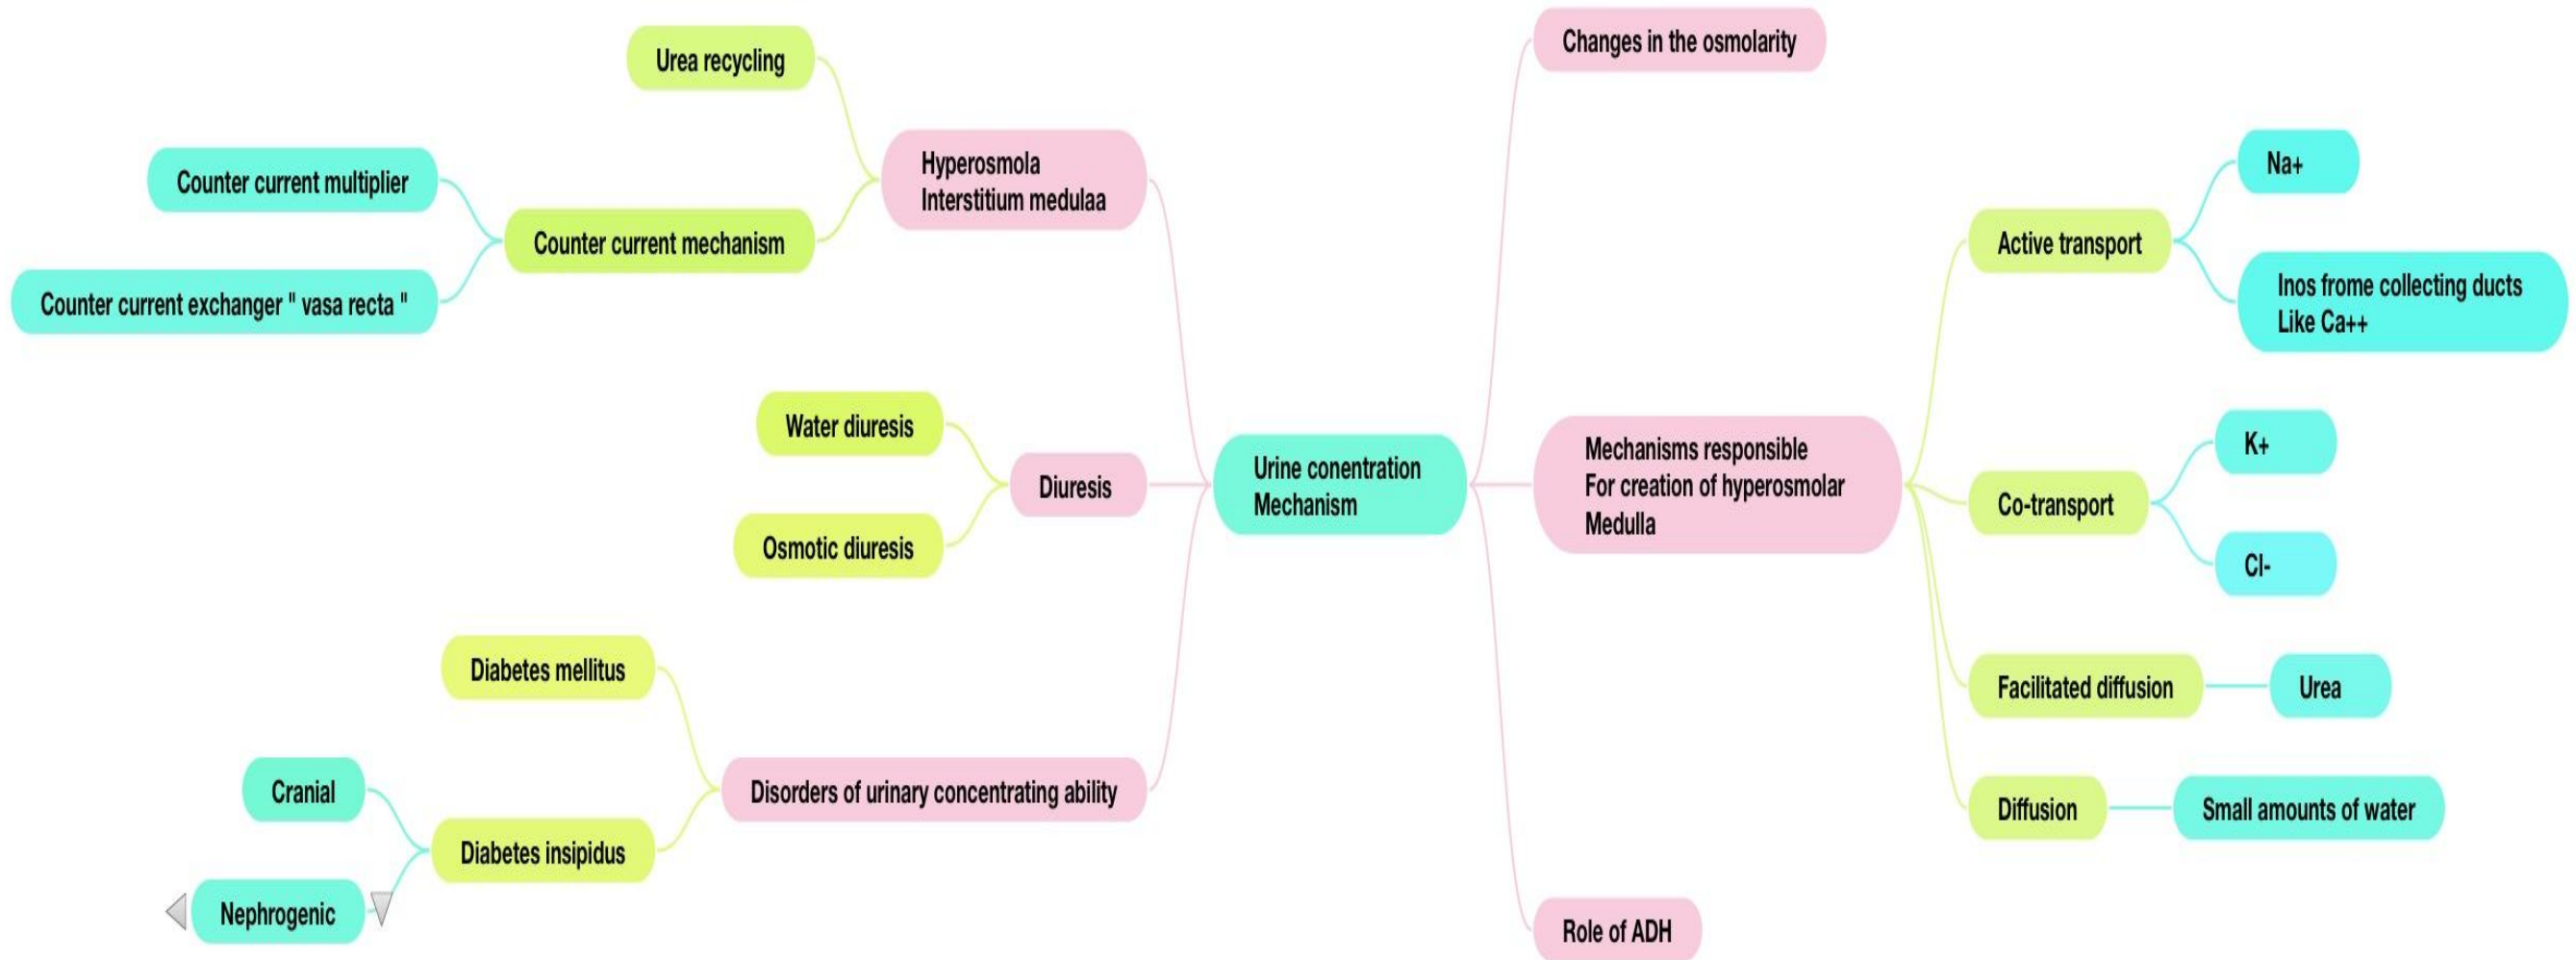 Urine conentration
Mechanism
Hyperosmola
Interstitium medulaa
Urea recycling
Counter current mechanism
Counter current multiplier
Counter current exchanger " vasa recta "
Diuresis
Water diuresis
Osmotic diuresis
Disorders of urinary concentrating ability
Diabetes mellitus
Diabetes insipidus
Cranial
Nephrogenic
Changes in the osmolarity
Mechanisms responsible
For creation of hyperosmolar
Medulla
Active transport
Na+
Inos frome collecting ducts
Like Ca++
Co-transport
K+
Cl-
Facilitated diffusion
Urea
Diffusion
Small amounts of water
Role of ADH